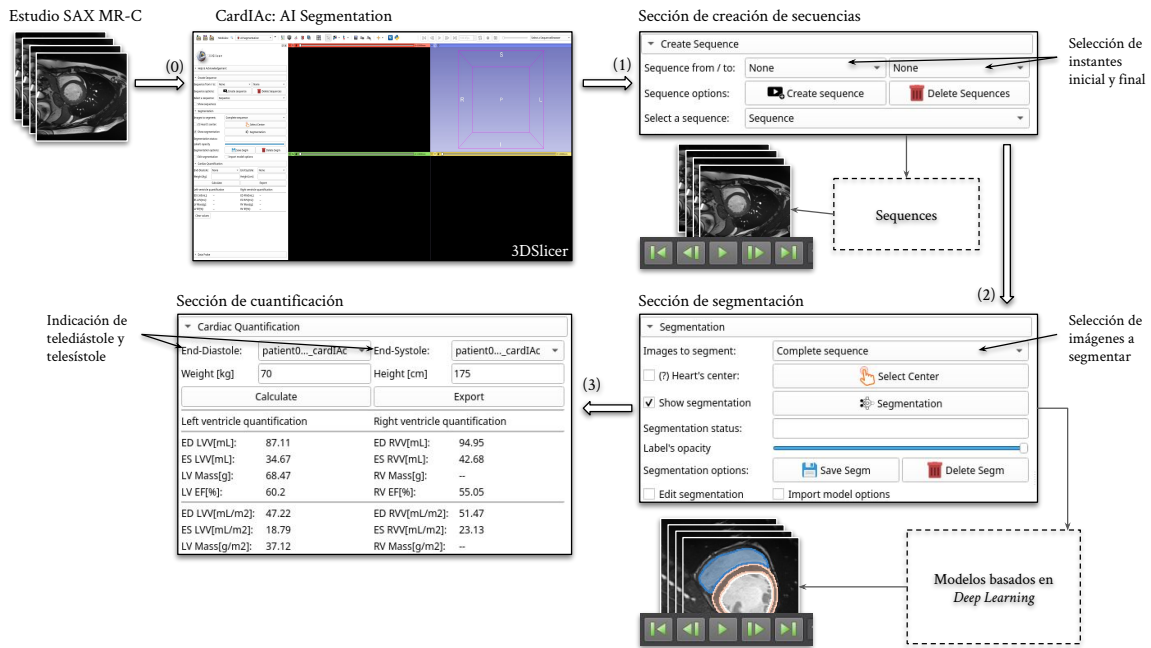 Estudio SAX MR-C
CardIAc: AI Segmentation
(0)
3DSlicer
(1)
Sección de creación de secuencias
Create Sequence
Sequence from / to: None None
Sequence options: Create sequence Delete Sequences
Select a sequence: Sequence
Selección de
instantes
inicial y final
Sequences
(2)
Sección de segmentación
Segmentation
Images to segment: Complete sequence
(?) Heart's center: Select Center
Show segmentation Segmentation
Segmentation status:
Label's opacity
Segmentation options: Save Segm Delete Segm
Edit segmentation Import model options
Selección de
imágenes a
segmentar
Modelos basados en
Deep Learning
(3)
Sección de cuantificación
Indicación de
telediástole y
telesístole
Cardiac Quantification
End-Diastole: patient0..._cardIAc End-Systole: patient0..._cardIAc
Weight [kg] 70 Height [cm] 175
Calculate Export
Left ventricle quantification Right ventricle quantification
ED LVV[mL]: 87.11 ED RVV[mL]: 94.95
ES LVV[mL]: 34.67 ES RVV[mL]: 42.68
LV Mass[g]: 68.47 RV Mass[g]: --
LV EF[%]: 60.2 RV EF[%]: 55.05
ED LVV[mL/m2]: 47.22 ED RVV[mL/m2]: 51.47
ES LVV[mL/m2]: 18.79 ES RVV[mL/m2]: 23.13
LV Mass[g/m2]: 37.12 RV Mass[g/m2]: --